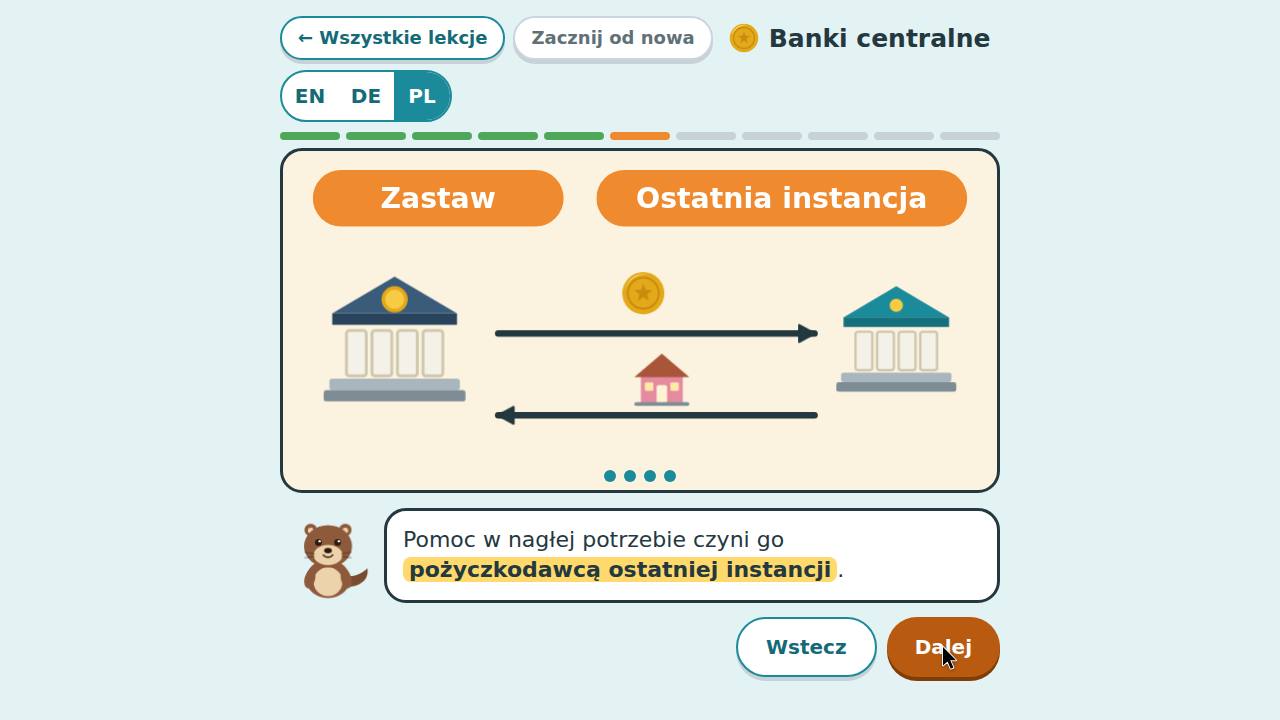 ← Wszystkie lekcje
Zacznij od nowa
Banki centralne
EN DE PL
Zastaw
Ostatnia instancja
Pomoc w nagłej potrzebie czyni go
pożyczkodawcą ostatniej instancji.
Wstecz
Dalej